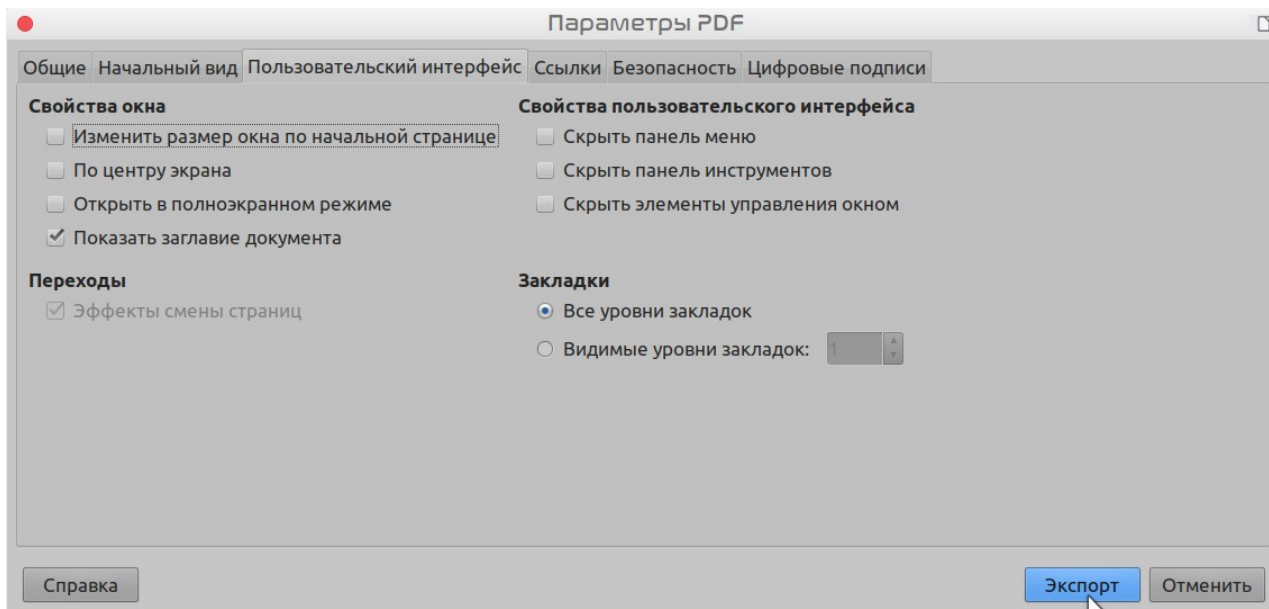 Параметры PDF
Общие Начальный вид Пользовательский интерфейс Ссылки Безопасность Цифровые подписи
Свойства окна
Изменить размер окна по начальной странице
По центру экрана
Открыть в полноэкранном режиме
Показать заглавие документа
Свойства пользовательского интерфейса
Скрыть панель меню
Скрыть панель инструментов
Скрыть элементы управления окном
Переходы
Эффекты смены страниц
Закладки
Все уровни закладок
Видимые уровни закладок: 1
Справка
Экспорт
Отменить